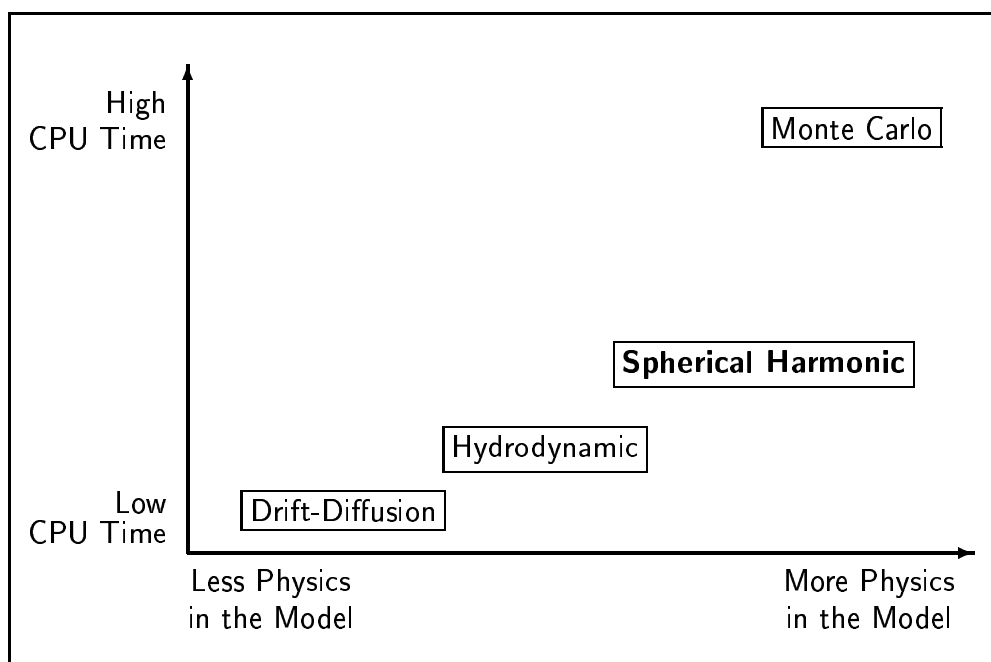 High
CPU Time
Monte Carlo
Spherical Harmonic
Hydrodynamic
Drift-Diffusion
Low
CPU Time
Less Physics
in the Model
More Physics
in the Model